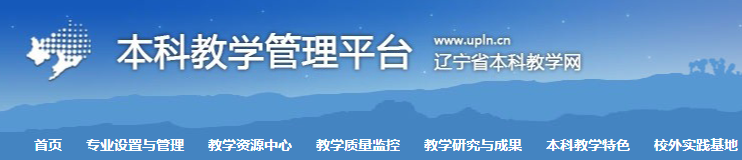 本科教学管理平台
www.upln.cn
辽宁省本科教学网
首页 专业设置与管理 教学资源中心 教学质量监控 教学研究与成果 本科教学特色 校外实践基地